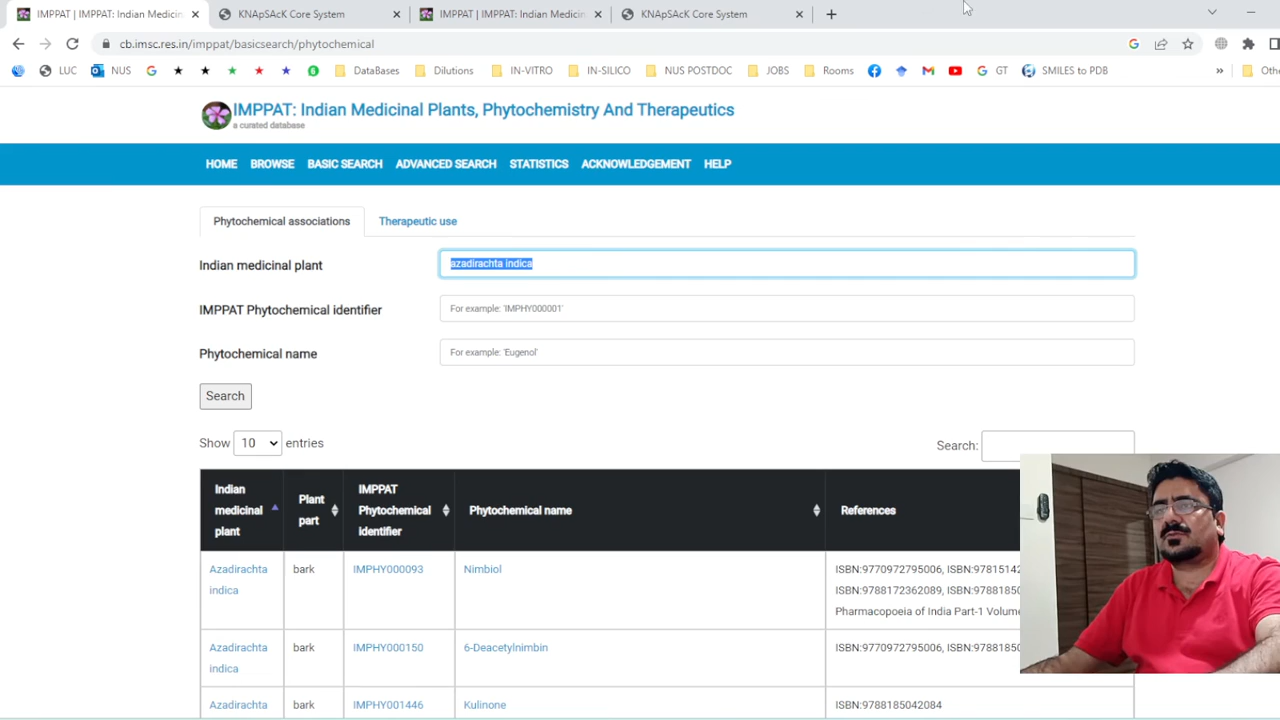 IMPPAT | IMPPAT: Indian Medicin
KNApSAcK Core System
IMPPAT | IMPPAT: Indian Medicin
KNApSAcK Core System
cb.imsc.res.in/imppat/basicsearch/phytochemical
LUC
NUS
DataBases
Dilutions
IN-VITRO
IN-SILICO
NUS POSTDOC
JOBS
Rooms
GT
SMILES to PDB
»
Othe
IMPPAT: Indian Medicinal Plants, Phytochemistry And Therapeutics
a curated database
HOME BROWSE BASIC SEARCH ADVANCED SEARCH STATISTICS ACKNOWLEDGEMENT HELP
Phytochemical associations Therapeutic use
Indian medicinal plant azadirachta indica
IMPPAT Phytochemical identifier For example: 'IMPHY000001'
Phytochemical name For example: 'Eugenol'
Search
Show 10 entries Search:
Indian medicinal plant
Plant part
IMPPAT Phytochemical identifier
Phytochemical name
References
Azadirachta indica bark IMPHY000093 Nimbiol ISBN:9770972795006, ISBN:97815142
ISBN:9788172362089, ISBN:97881850
Pharmacopoeia of India Part-1 Volume
Azadirachta indica bark IMPHY000150 6-Deacetylnimbin ISBN:9770972795006, ISBN:97881850
Azadirachta bark IMPHY001446 Kulinone ISBN:9788185042084